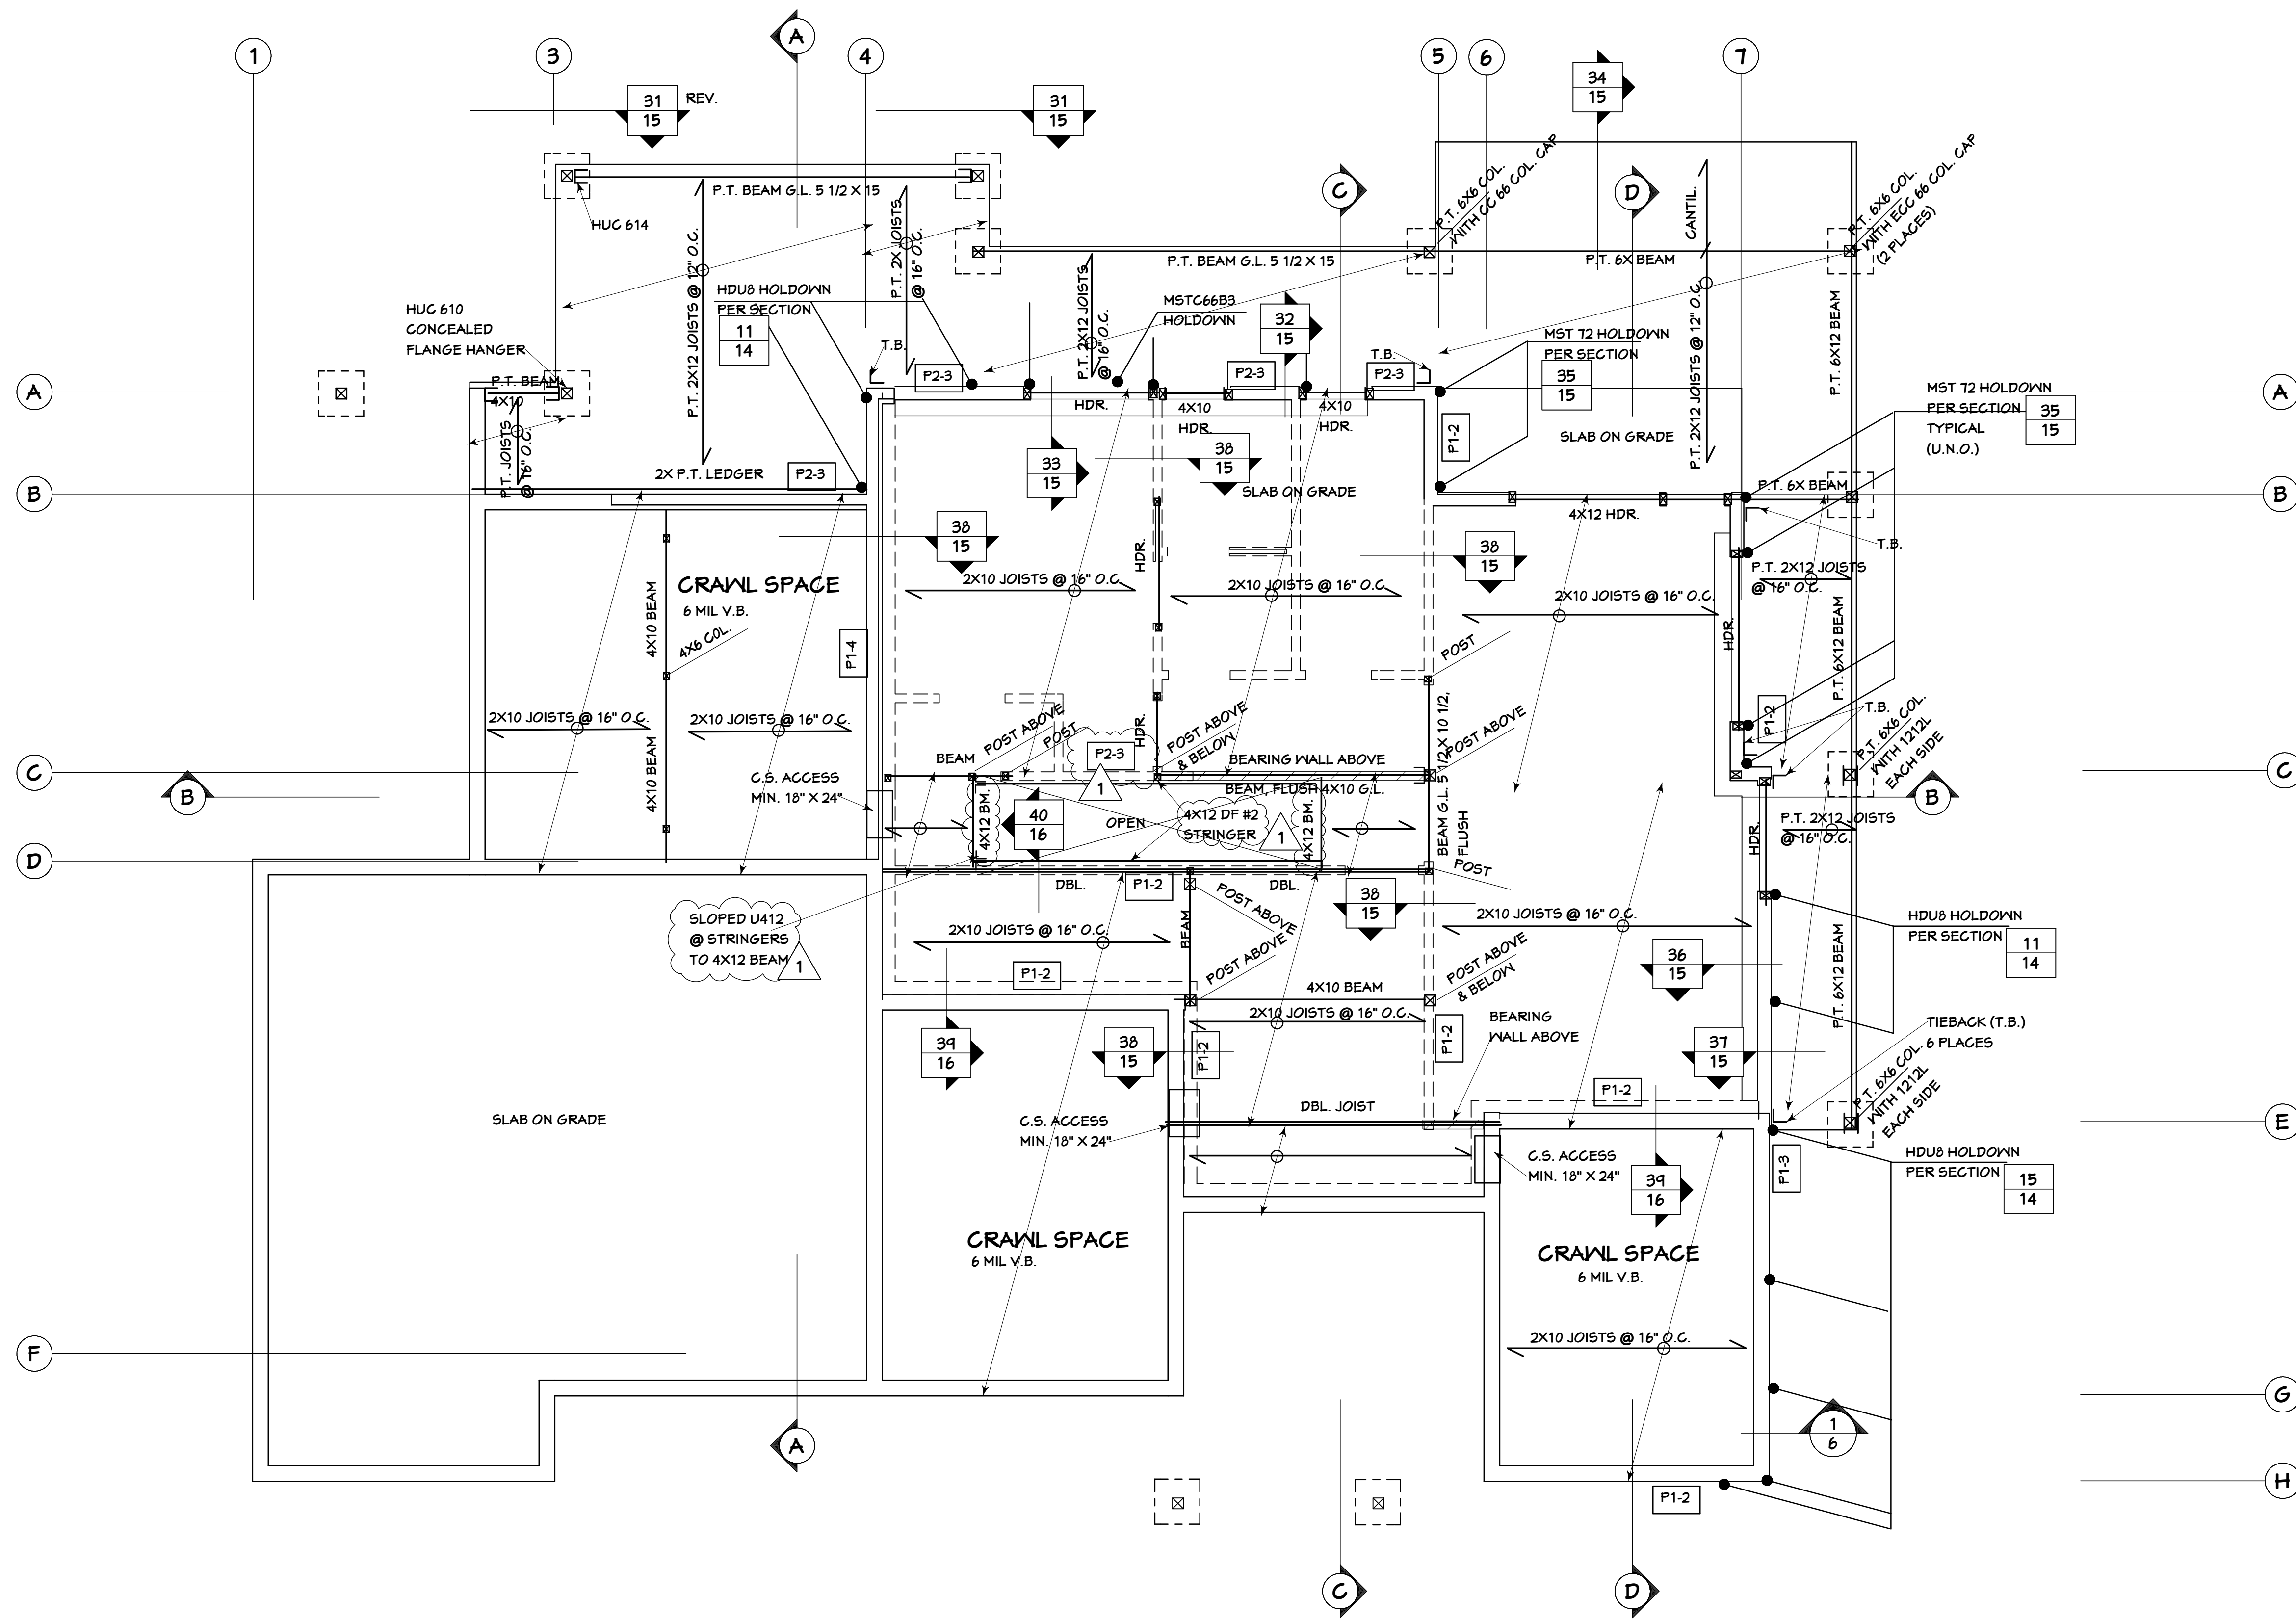 1
3
A
4
5
6
7
31
15
REV.
31
15
34
15
C
D
P.T. BEAM G.L. 5 1/2 X 15
HUC 614
P.T. 2X12 JOISTS @ 12" O.C.
P.T. 2X JOISTS
@ 16" O.C.
P.T. BEAM G.L. 5 1/2 X 15
P.T. 6X6 COL.
WITH CC 66 COL. CAP
CANTIL.
P.T. 6X BEAM
P.T. 6X6 COL.
WITH ECC 66 COL. CAP
(2 PLACES)
HUC 610
CONCEALED
FLANGE HANGER
HDU8 HOLDOWN
PER SECTION
11
14
T.B.
P.T. 2X12 JOISTS
@ 16" O.C.
MSTC66B3
HOLDOWN
32
15
T.B.
MST 72 HOLDOWN
PER SECTION
35
15
P.T. 2X12 JOISTS @ 12" O.C.
P.T. 6X12 BEAM
MST 72 HOLDOWN
PER SECTION
TYPICAL
(U.N.O.)
35
15
A
A
P.T. BEAM
4X10
P.T. JOISTS
@ 16" O.C.
P2-3
P2-3
P2-3
HDR.
4X10
HDR.
4X10
HDR.
P1-2
SLAB ON GRADE
33
15
38
15
SLAB ON GRADE
2X P.T. LEDGER
P2-3
B
B
P.T. 6X BEAM
4X12 HDR.
38
15
38
15
T.B.
HDR.
CRAWL SPACE
6 MIL V.B.
4X10 BEAM
4X6 COL.
P1-4
2X10 JOISTS @ 16" O.C.
2X10 JOISTS @ 16" O.C.
2X10 JOISTS @ 16" O.C.
P.T. 2X12 JOISTS
@ 16" O.C.
HDR.
P.T. 6X12 BEAM
POST
2X10 JOISTS @ 16" O.C.
2X10 JOISTS @ 16" O.C.
POST ABOVE
POST
HDR.
P2-3
1
POST ABOVE
& BELOW
BEARING WALL ABOVE
BEAM, FLUSH 4X10 G.L.
BEAM G.L. 5 1/2 X 10 1/2,
FLUSH
POST ABOVE
P1-2
T.B.
P.T. 6X6 COL.
WITH 1212L
EACH SIDE
BEAM
C
C
B
B
4X10 BEAM
C.S. ACCESS
MIN. 18" X 24"
4X12 BM.
40
16
OPEN
4X12 DF #2
STRINGER
1
4X12 BM.
P.T. 2X12 JOISTS
@ 16" O.C.
HDR.
D
POST
DBL.
P1-2
DBL.
38
15
SLOPED U412
@ STRINGERS
TO 4X12 BEAM
1
2X10 JOISTS @ 16" O.C.
BEAM
POST ABOVE
POST ABOVE
2X10 JOISTS @ 16" O.C.
POST ABOVE
& BELOW
36
15
HDU8 HOLDOWN
PER SECTION
11
14
P.T. 6X12 BEAM
P1-2
4X10 BEAM
2X10 JOISTS @ 16" O.C.
39
16
38
15
P1-2
P1-2
BEARING
WALL ABOVE
37
15
TIEBACK (T.B.)
6 PLACES
P.T. 6X6 COL.
WITH 1212L
EACH SIDE
P1-2
SLAB ON GRADE
C.S. ACCESS
MIN. 18" X 24"
DBL. JOIST
E
C.S. ACCESS
MIN. 18" X 24"
39
16
P1-3
HDU8 HOLDOWN
PER SECTION
15
14
CRAWL SPACE
6 MIL V.B.
CRAWL SPACE
6 MIL V.B.
2X10 JOISTS @ 16" O.C.
F
G
1
6
A
H
P1-2
C
D